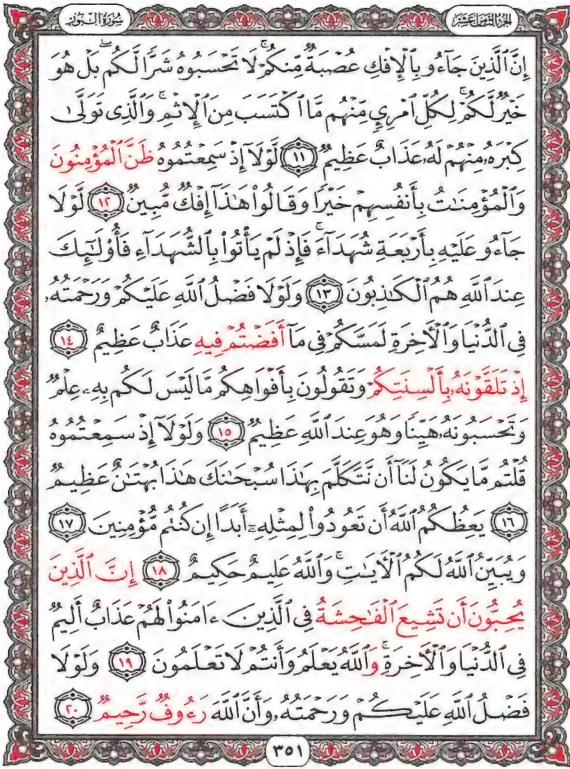 الجزء الثامن عشر
سورة النور
إِنَّ ٱلَّذِينَ جَآءُو بِٱلْإِفْكِ عُصْبَةٌ مِّنكُمْ ۚ لَا تَحْسَبُوهُ شَرًّا لَّكُم ۖ بَلْ هُوَ
خَيْرٌ لَّكُمْ ۚ لِكُلِّ ٱمْرِئٍ مِّنْهُم مَّا ٱكْتَسَبَ مِنَ ٱلْإِثْمِ ۚ وَٱلَّذِى تَوَلَّىٰ
كِبْرَهُۥ مِنْهُمْ لَهُۥ عَذَابٌ عَظِيمٌ ١١ لَّوْلَآ إِذْ سَمِعْتُمُوهُ ظَنَّ ٱلْمُؤْمِنُونَ
وَٱلْمُؤْمِنَٰتُ بِأَنفُسِهِمْ خَيْرًا وَقَالُوا۟ هَٰذَآ إِفْكٌ مُّبِينٌ ١٢ لَّوْلَا
جَآءُو عَلَيْهِ بِأَرْبَعَةِ شُهَدَآءَ ۚ فَإِذْ لَمْ يَأْتُوا۟ بِٱلشُّهَدَآءِ فَأُو۟لَٰٓئِكَ
عِندَ ٱللَّهِ هُمُ ٱلْكَٰذِبُونَ ١٣ وَلَوْلَا فَضْلُ ٱللَّهِ عَلَيْكُمْ وَرَحْمَتُهُۥ
فِى ٱلدُّنْيَا وَٱلْءَاخِرَةِ لَمَسَّكُمْ فِى مَآ أَفَضْتُمْ فِيهِ عَذَابٌ عَظِيمٌ ١٤
إِذْ تَلَقَّوْنَهُۥ بِأَلْسِنَتِكُمْ وَتَقُولُونَ بِأَفْوَاهِكُم مَّا لَيْسَ لَكُم بِهِۦ عِلْمٌ
وَتَحْسَبُونَهُۥ هَيِّنًا وَهُوَ عِندَ ٱللَّهِ عَظِيمٌ ١٥ وَلَوْلَآ إِذْ سَمِعْتُمُوهُ
قُلْتُم مَّا يَكُونُ لَنَآ أَن نَّتَكَلَّمَ بِهَٰذَا سُبْحَٰنَكَ هَٰذَا بُهْتَٰنٌ عَظِيمٌ
١٦ يَعِظُكُمُ ٱللَّهُ أَن تَعُودُوا۟ لِمِثْلِهِۦٓ أَبَدًا إِن كُنتُم مُّؤْمِنِينَ ١٧
وَيُبَيِّنُ ٱللَّهُ لَكُمُ ٱلْءَايَٰتِ ۚ وَٱللَّهُ عَلِيمٌ حَكِيمٌ ١٨ إِنَّ ٱلَّذِينَ
يُحِبُّونَ أَن تَشِيعَ ٱلْفَٰحِشَةُ فِى ٱلَّذِينَ ءَامَنُوا۟ لَهُمْ عَذَابٌ أَلِيمٌ
فِى ٱلدُّنْيَا وَٱلْءَاخِرَةِ ۚ وَٱللَّهُ يَعْلَمُ وَأَنتُمْ لَا تَعْلَمُونَ ١٩ وَلَوْلَا
فَضْلُ ٱللَّهِ عَلَيْكُمْ وَرَحْمَتُهُۥ وَأَنَّ ٱللَّهَ رَءُوفٌ رَّحِيمٌ ٢٠
٣٥١